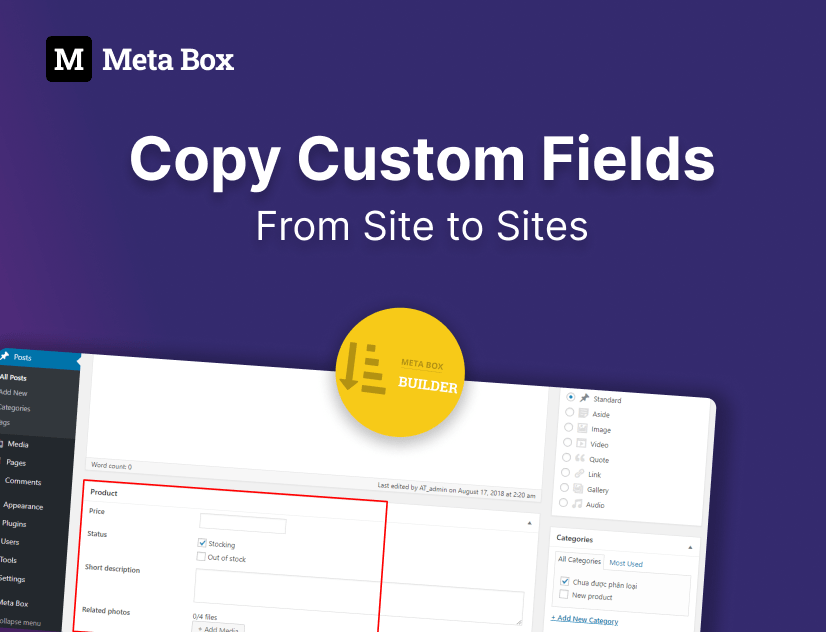 M Meta Box
Copy Custom Fields
From Site to Sites
META BOX
BUILDER
Posts
All Posts
Add New
Categories
Media
Pages
Comments
Appearance
Plugins
Users
Tools
Settings
Meta Box
Collapse menu
Word count: 0
Last edited by AT_admin on August 17, 2018 at 2:20 am
Product
Price
Status
Stocking
Out of stock
Short description
Related photos
0/4 files
+ Add Media
Standard
Aside
Image
Video
Quote
Link
Gallery
Audio
Categories
All Categories
Most Used
Chưa được phân loại
New product
+ Add New Category